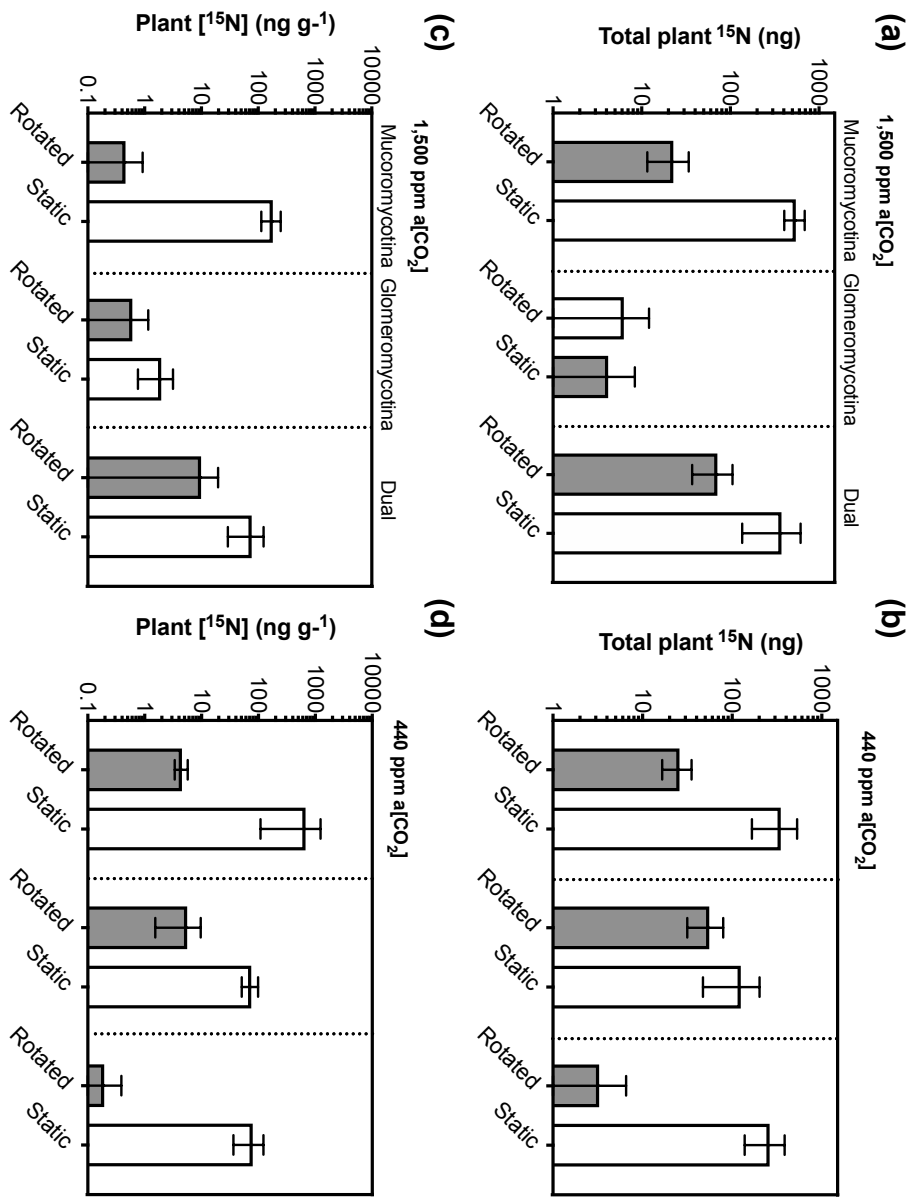 (a)
1,500 ppm a[CO₂]
Mucoromycotina Glomeromycotina Dual
Total plant ¹⁵N (ng)
1000
100
10
1
Rotated Static Rotated Static Rotated Static
(b)
440 ppm a[CO₂]
Total plant ¹⁵N (ng)
1000
100
10
1
Rotated Static Rotated Static Rotated Static
(c)
1,500 ppm a[CO₂]
Mucoromycotina Glomeromycotina Dual
Plant [¹⁵N] (ng g⁻¹)
10000
1000
100
10
1
0.1
Rotated Static Rotated Static Rotated Static
(d)
440 ppm a[CO₂]
Plant [¹⁵N] (ng g⁻¹)
10000
1000
100
10
1
0.1
Rotated Static Rotated Static Rotated Static